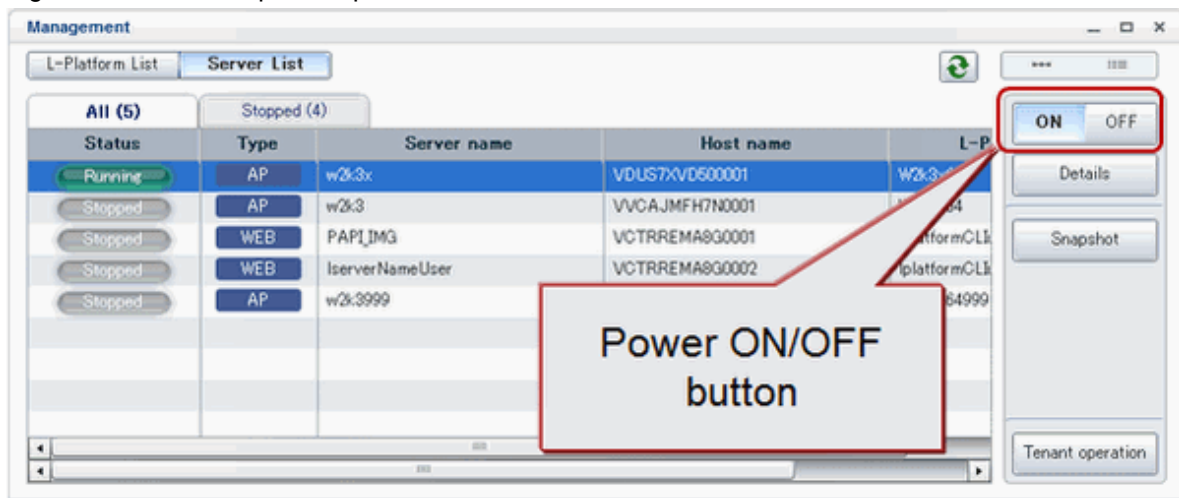 Management
L-Platform List Server List
All (5) Stopped (4)
ON OFF
Status Type Server name Host name L-P
Running AP w2k3x VDUS7XVD500001
Details
Stopped AP w2k3 VVCAJMFH7N0001
Stopped WEB PAPI_IMG VCTRREMA8G0001
Snapshot
Stopped WEB IserverNameUser VCTRREMA8G0002
Stopped AP w2k3999 64999
Power ON/OFF
button
Tenant operation